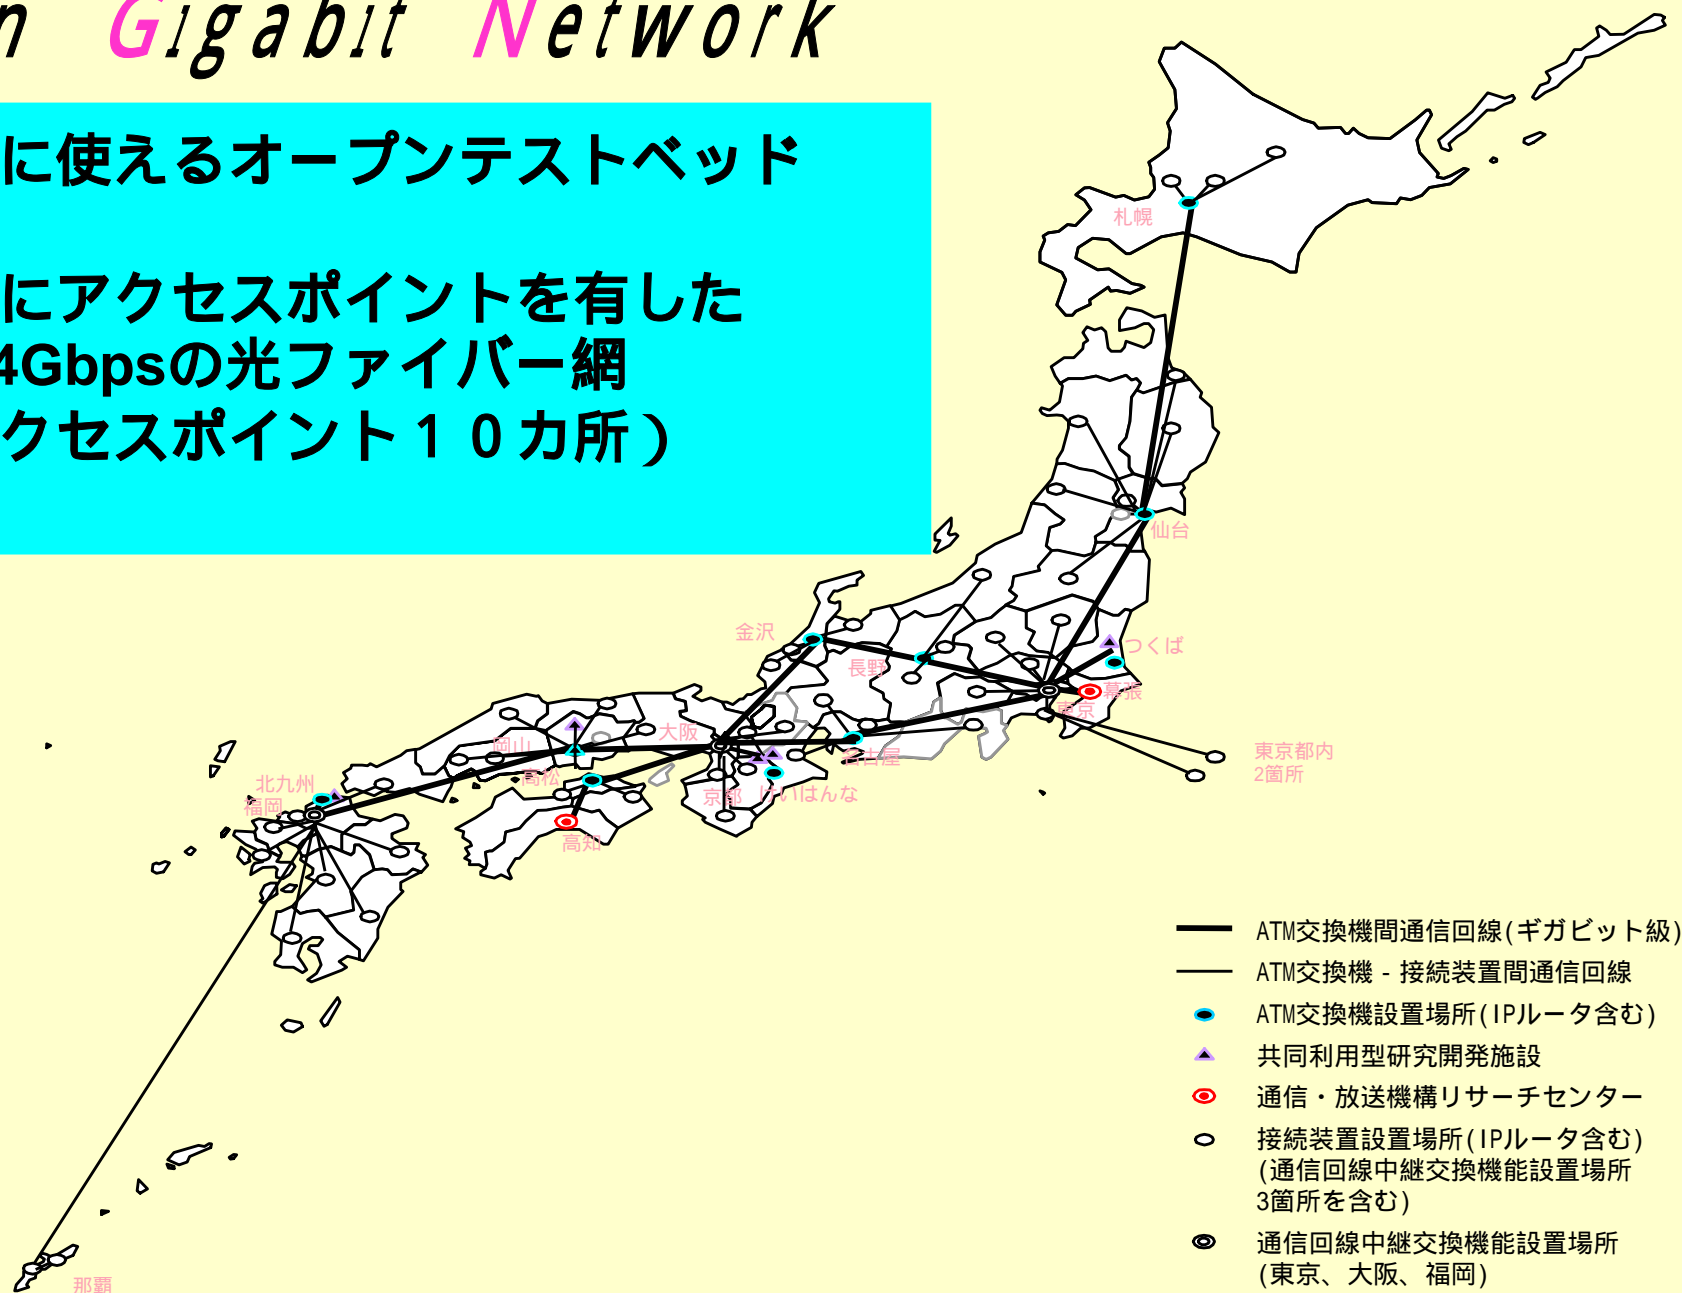 n Gigabit Network
に使えるオープンテストベッド
にアクセスポイントを有した
4Gbpsの光ファイバー網
クセスポイント１０カ所）
札幌
仙台
金沢
長野
つくば
幕張
東京
大阪
岡山
高松
名古屋
京都
けいはんな
北九州
福岡
高知
東京都内
2箇所
那覇
ATM交換機間通信回線(ギガビット級)
ATM交換機 - 接続装置間通信回線
ATM交換機設置場所(IPルータ含む)
共同利用型研究開発施設
通信・放送機構リサーチセンター
接続装置設置場所(IPルータ含む)
(通信回線中継交換機能設置場所
3箇所を含む)
通信回線中継交換機能設置場所
(東京、大阪、福岡)